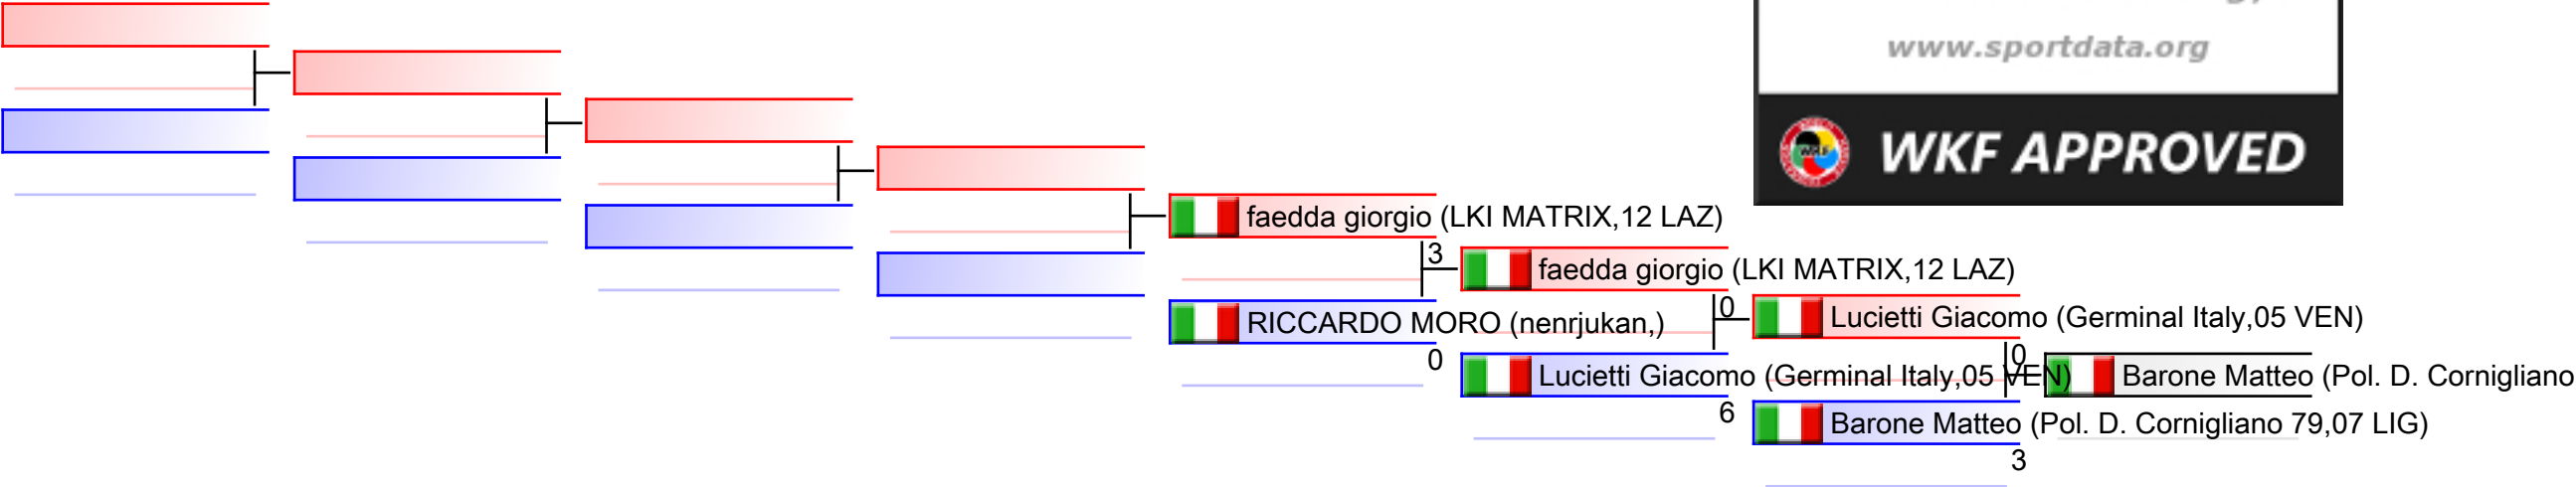 www.sportdata.org
WKF
WKF APPROVED
faedda giorgio (LKI MATRIX,12 LAZ)
3
faedda giorgio (LKI MATRIX,12 LAZ)
RICCARDO MORO (nenrjukan,)
0
0
Lucietti Giacomo (Germinal Italy,05 VEN)
Lucietti Giacomo (Germinal Italy,05 VEN)
6
0
Barone Matteo (Pol. D. Cornigliano
Barone Matteo (Pol. D. Cornigliano 79,07 LIG)
3